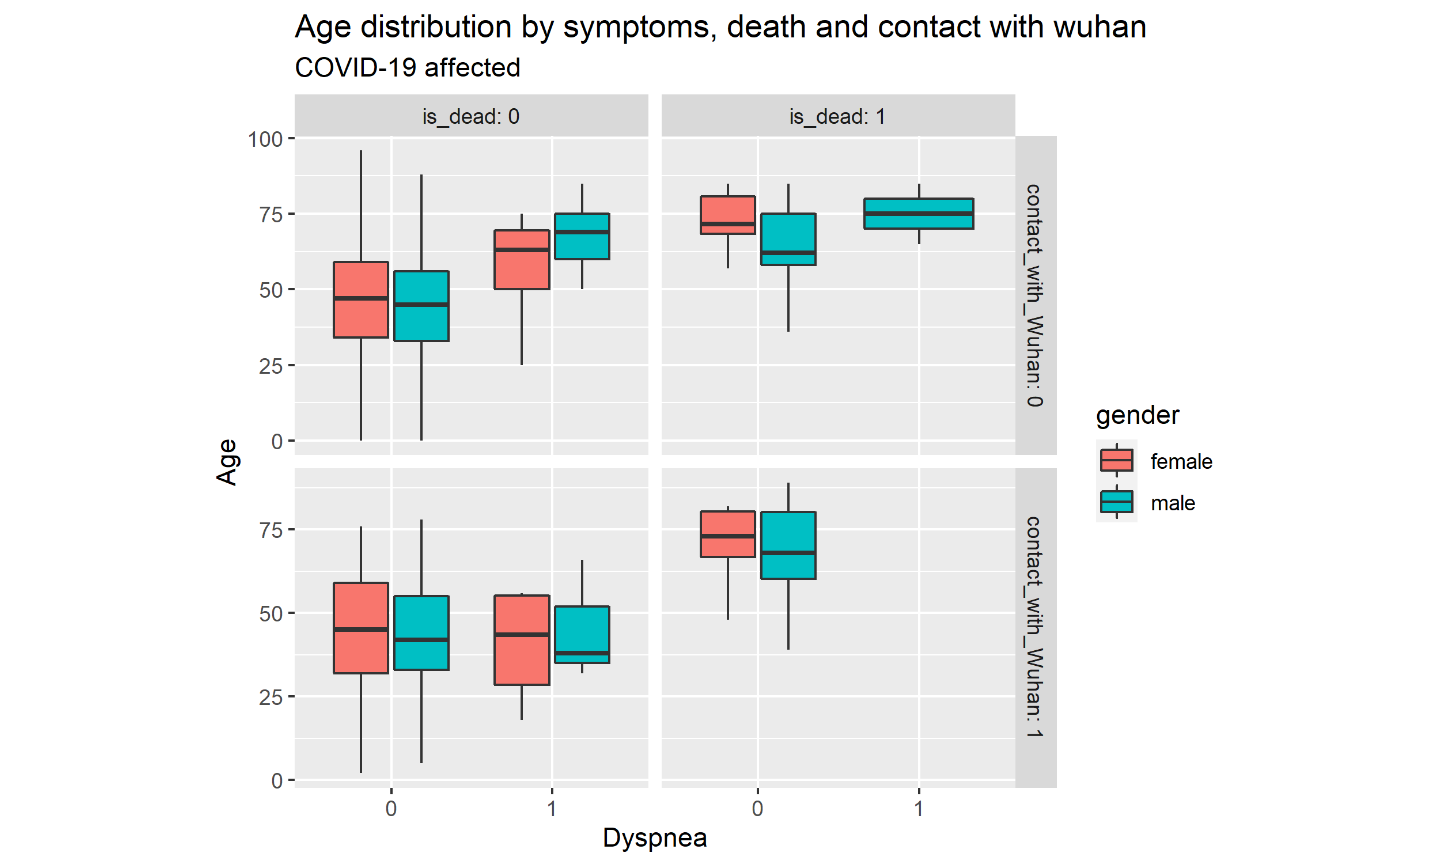 Age distribution by symptoms, death and contact with wuhan
COVID-19 affected
is_dead: 0
is_dead: 1
100
75
50
25
0
contact_with_Wuhan: 0
Age
75
50
25
0
contact_with_Wuhan: 1
0
1
0
1
Dyspnea
gender
female
male